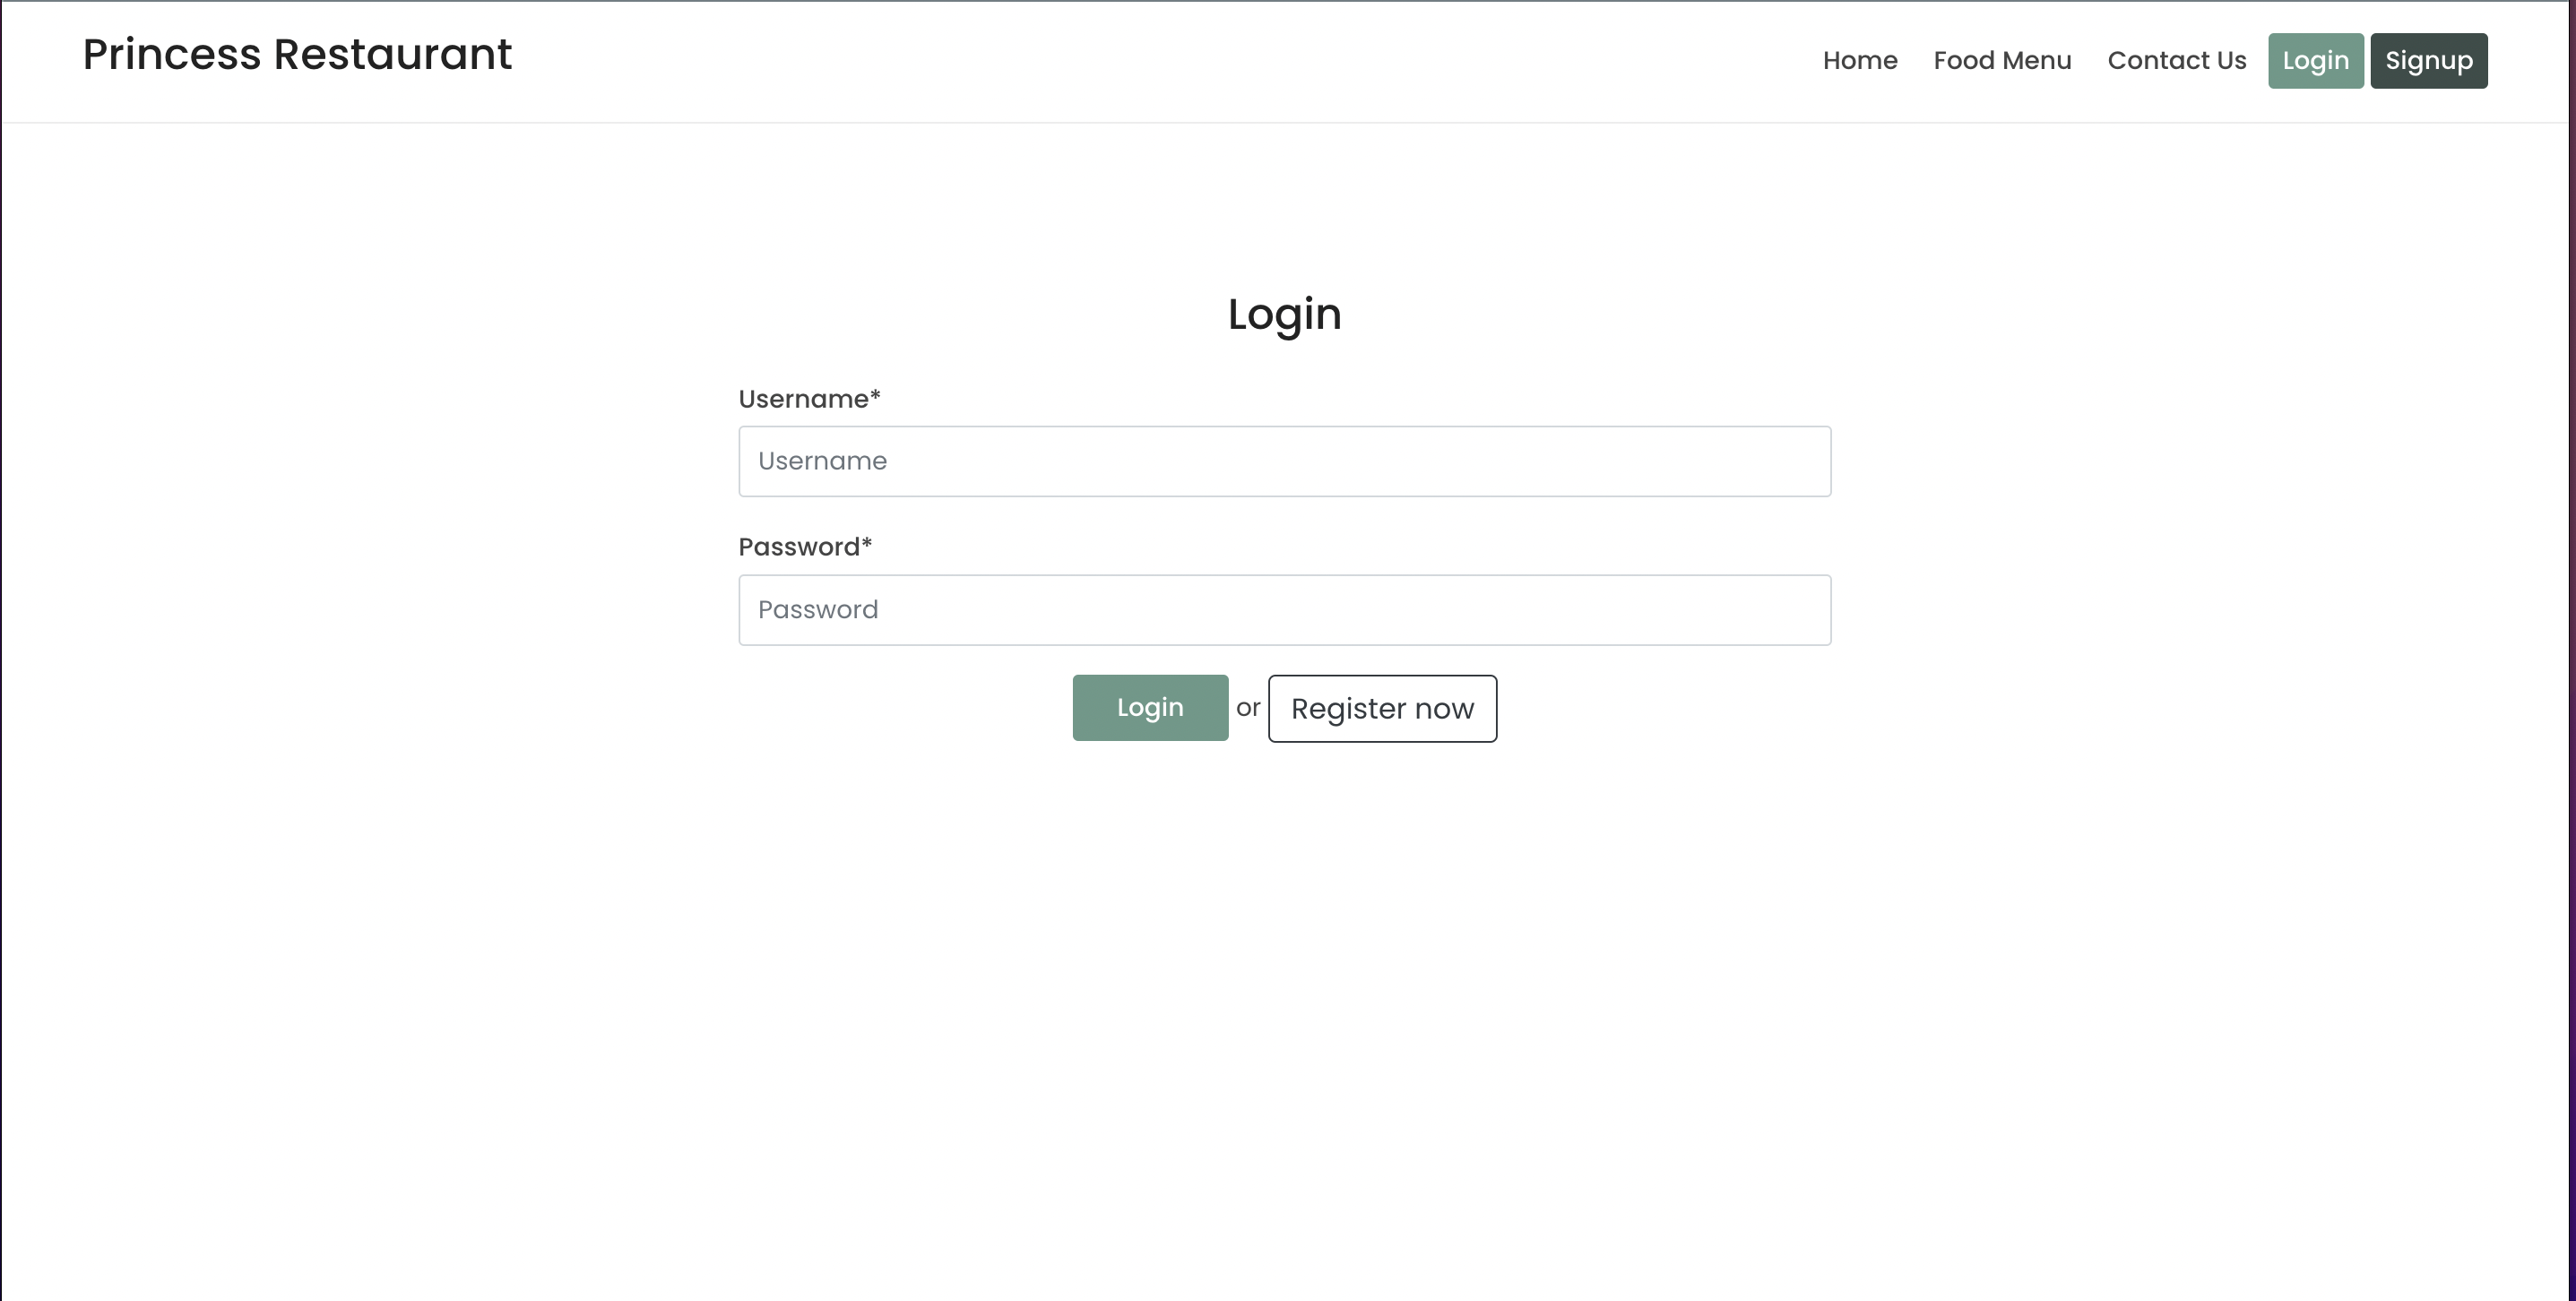 Princess Restaurant
Home Food Menu Contact Us Login Signup
Login
Username*
Username
Password*
Password
Login or Register now